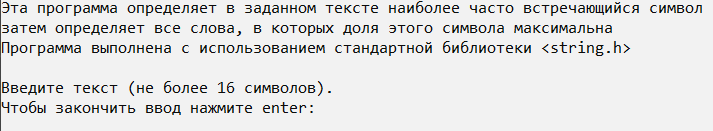 Эта программа определяет в заданном тексте наиболее часто встречающийся символ
затем определяет все слова, в которых доля этого символа максимальна
Программа выполнена с использованием стандартной библиотеки <string.h>
Введите текст (не более 16 символов).
Чтобы закончить ввод нажмите enter: